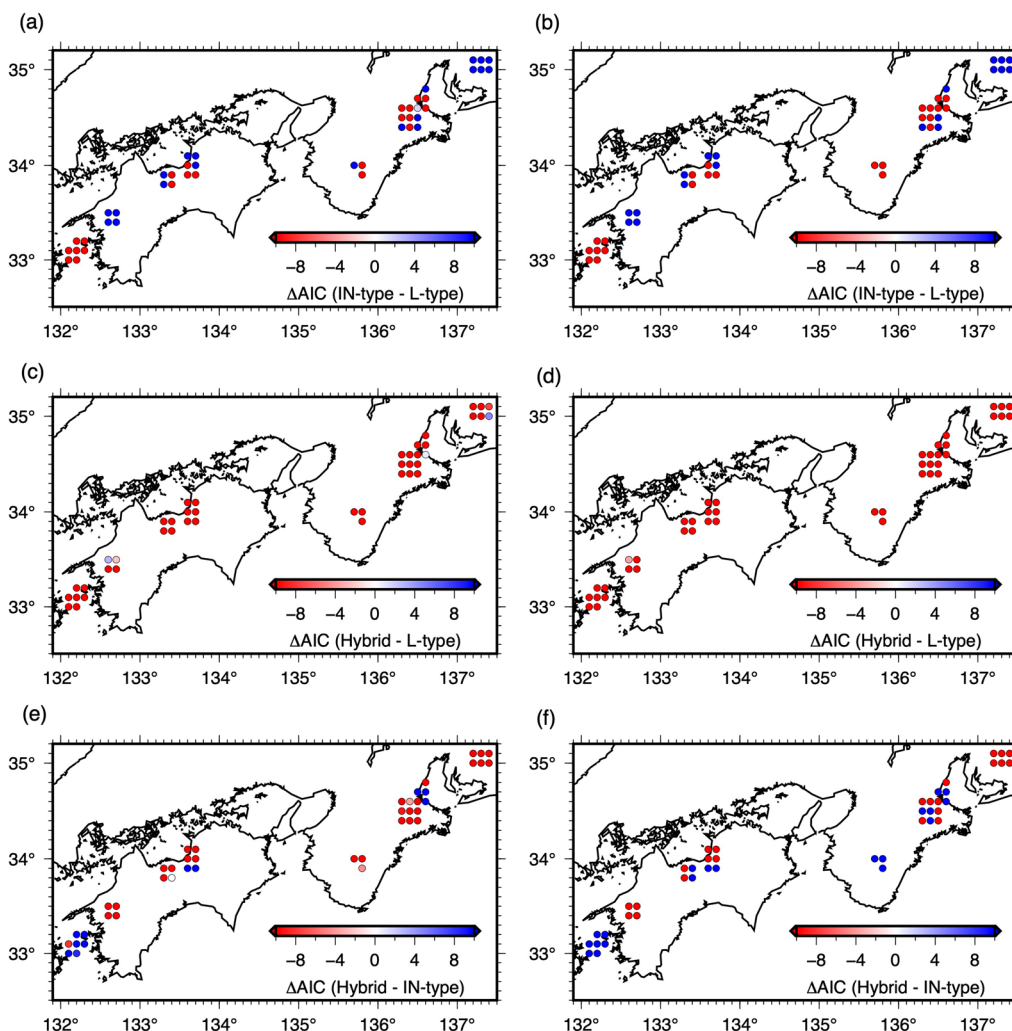 (a) (b)
35° 35°
34° 34°
33° 33°
−8 −4 0 4 8 −8 −4 0 4 8
ΔAIC (IN-type - L-type) ΔAIC (IN-type - L-type)
132° 133° 134° 135° 136° 137° 132° 133° 134° 135° 136° 137°
(c) (d)
35° 35°
34° 34°
33° 33°
−8 −4 0 4 8 −8 −4 0 4 8
ΔAIC (Hybrid - L-type) ΔAIC (Hybrid - L-type)
132° 133° 134° 135° 136° 137° 132° 133° 134° 135° 136° 137°
(e) (f)
35° 35°
34° 34°
33° 33°
−8 −4 0 4 8 −8 −4 0 4 8
ΔAIC (Hybrid - IN-type) ΔAIC (Hybrid - IN-type)
132° 133° 134° 135° 136° 137° 132° 133° 134° 135° 136° 137°